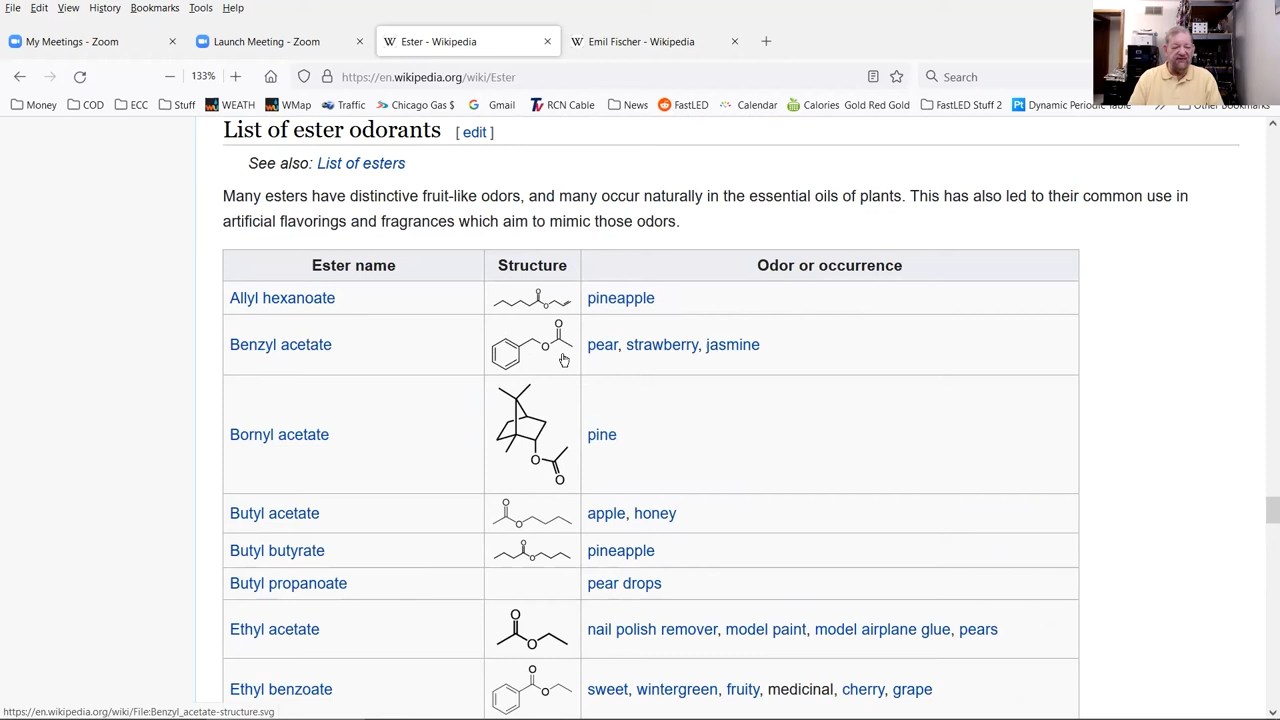 File Edit View History Bookmarks Tools Help
My Meetings - Zoom
Launch Meeting - Zoom
Ester - Wikipedia
Emil Fischer - Wikipedia
133%
https://en.wikipedia.org/wiki/Ester
Search
Money COD ECC Stuff WEATH WMap Traffic Chicago Gas $ Gmail RCN Cable News FastLED Calendar Calories Gold Red Gold FastLED Stuff 2 Dynamic Periodic Table Other Bookmarks
List of ester odorants [ edit ]
See also: List of esters
Many esters have distinctive fruit-like odors, and many occur naturally in the essential oils of plants. This has also led to their common use in
artificial flavorings and fragrances which aim to mimic those odors.
Ester name Structure Odor or occurrence
Allyl hexanoate pineapple
Benzyl acetate pear, strawberry, jasmine
Bornyl acetate pine
Butyl acetate apple, honey
Butyl butyrate pineapple
Butyl propanoate pear drops
Ethyl acetate nail polish remover, model paint, model airplane glue, pears
Ethyl benzoate sweet, wintergreen, fruity, medicinal, cherry, grape
https://en.wikipedia.org/wiki/File:Benzyl_acetate-structure.svg